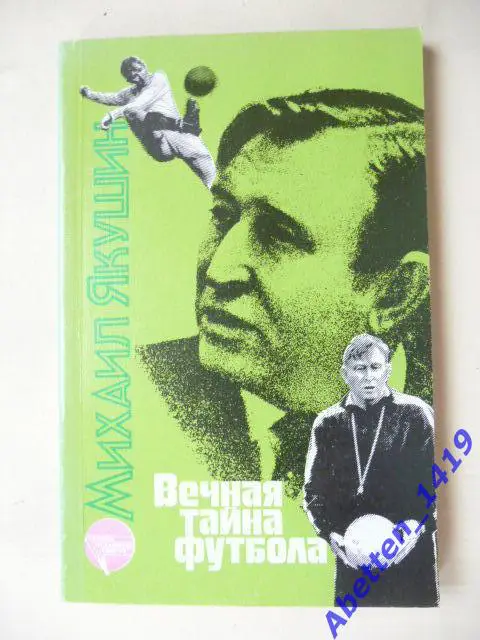 Михаил Якушин
Вечная
тайна
футбола
Abetten_1419